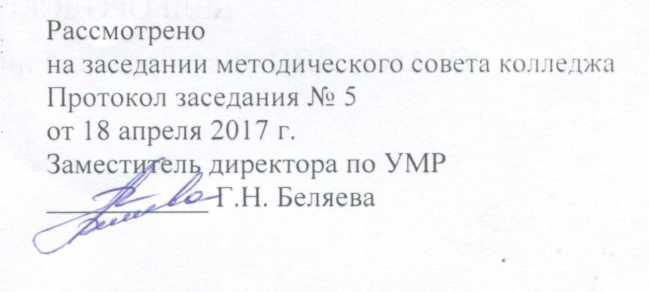 Рассмотрено
на заседании методического совета колледжа
Протокол заседания № 5
от 18 апреля 2017 г.
Заместитель директора по УМР
____________ Г.Н. Беляева